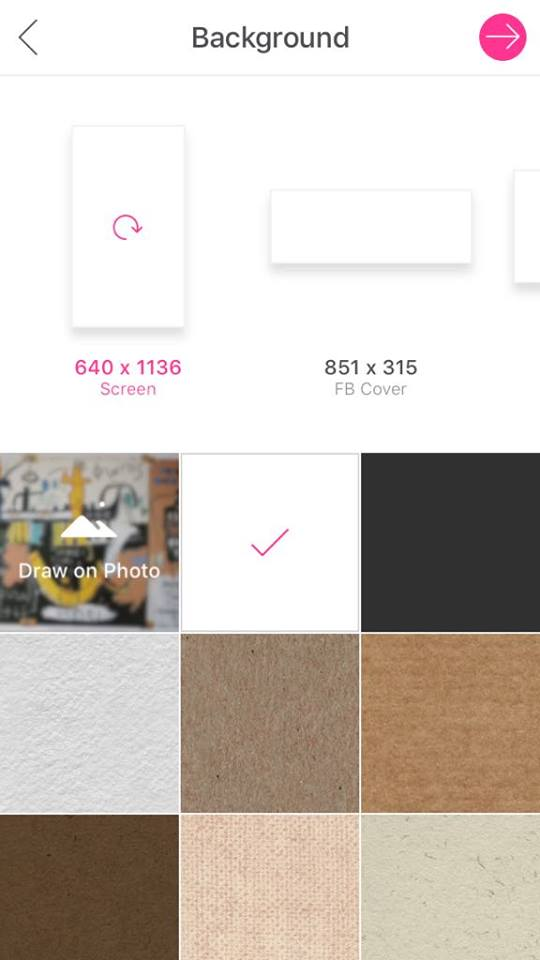 Background
640 x 1136
Screen
851 x 315
FB Cover
Draw on Photo